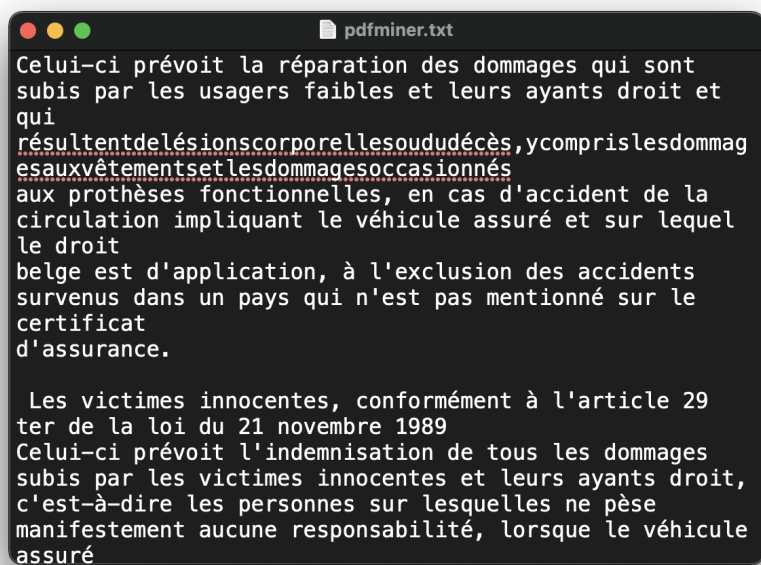 pdfminer.txt
Celui-ci prévoit la réparation des dommages qui sont
subis par les usagers faibles et leurs ayants droit et
qui
résultentdelésionscorporellesoududécès,ycomprislesdommag
esauxvêtementsetlesdommagesoccasionnés
aux prothèses fonctionnelles, en cas d'accident de la
circulation impliquant le véhicule assuré et sur lequel
le droit
belge est d'application, à l'exclusion des accidents
survenus dans un pays qui n'est pas mentionné sur le
certificat
d'assurance.

Les victimes innocentes, conformément à l'article 29
ter de la loi du 21 novembre 1989
Celui-ci prévoit l'indemnisation de tous les dommages
subis par les victimes innocentes et leurs ayants droit,
c'est-à-dire les personnes sur lesquelles ne pèse
manifestement aucune responsabilité, lorsque le véhicule
assuré